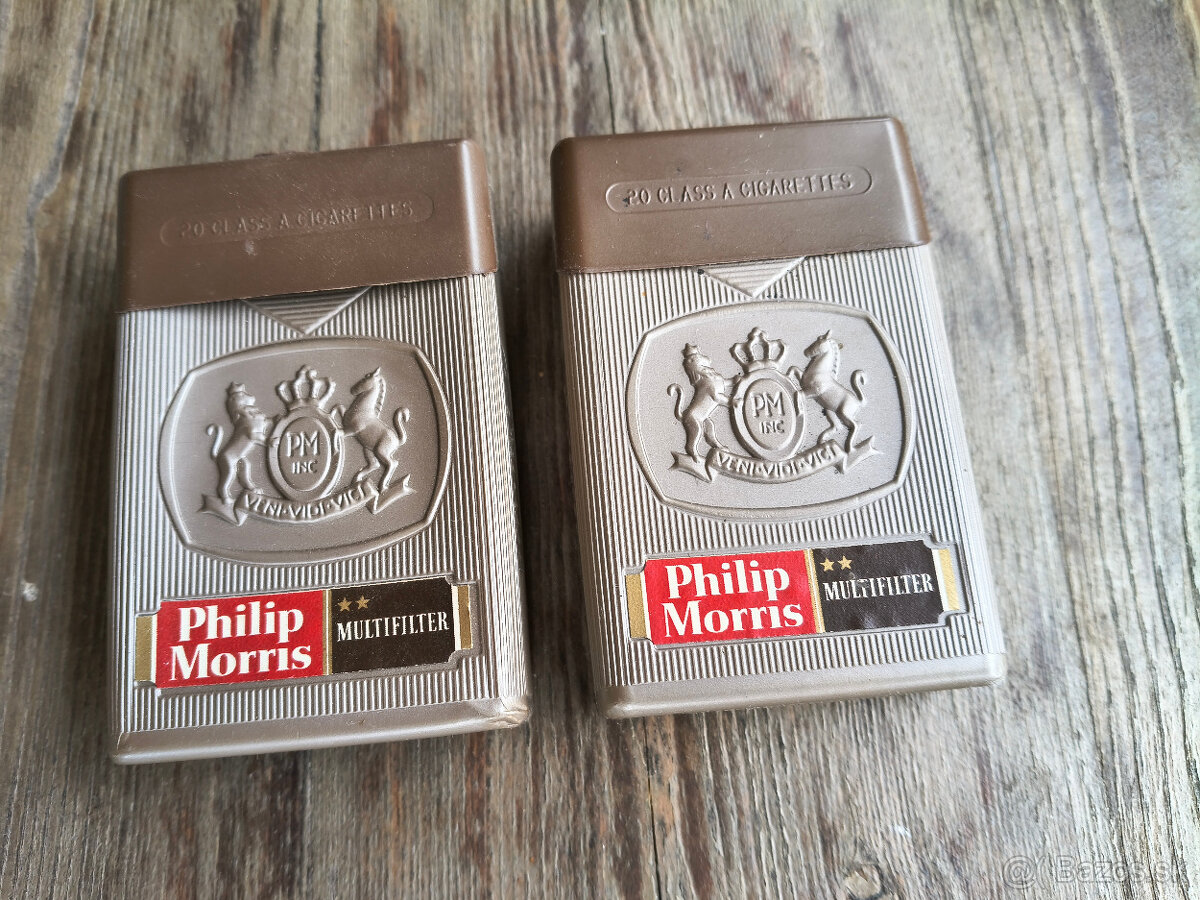 20 CLASS A CIGARETTES
PM
INC
VENI·VIDI·VICI
Philip
Morris
MULTIFILTER
20 CLASS A CIGARETTES
PM
INC
VENI·VIDI·VICI
Philip
Morris
MULTIFILTER
@ Bazos.sk